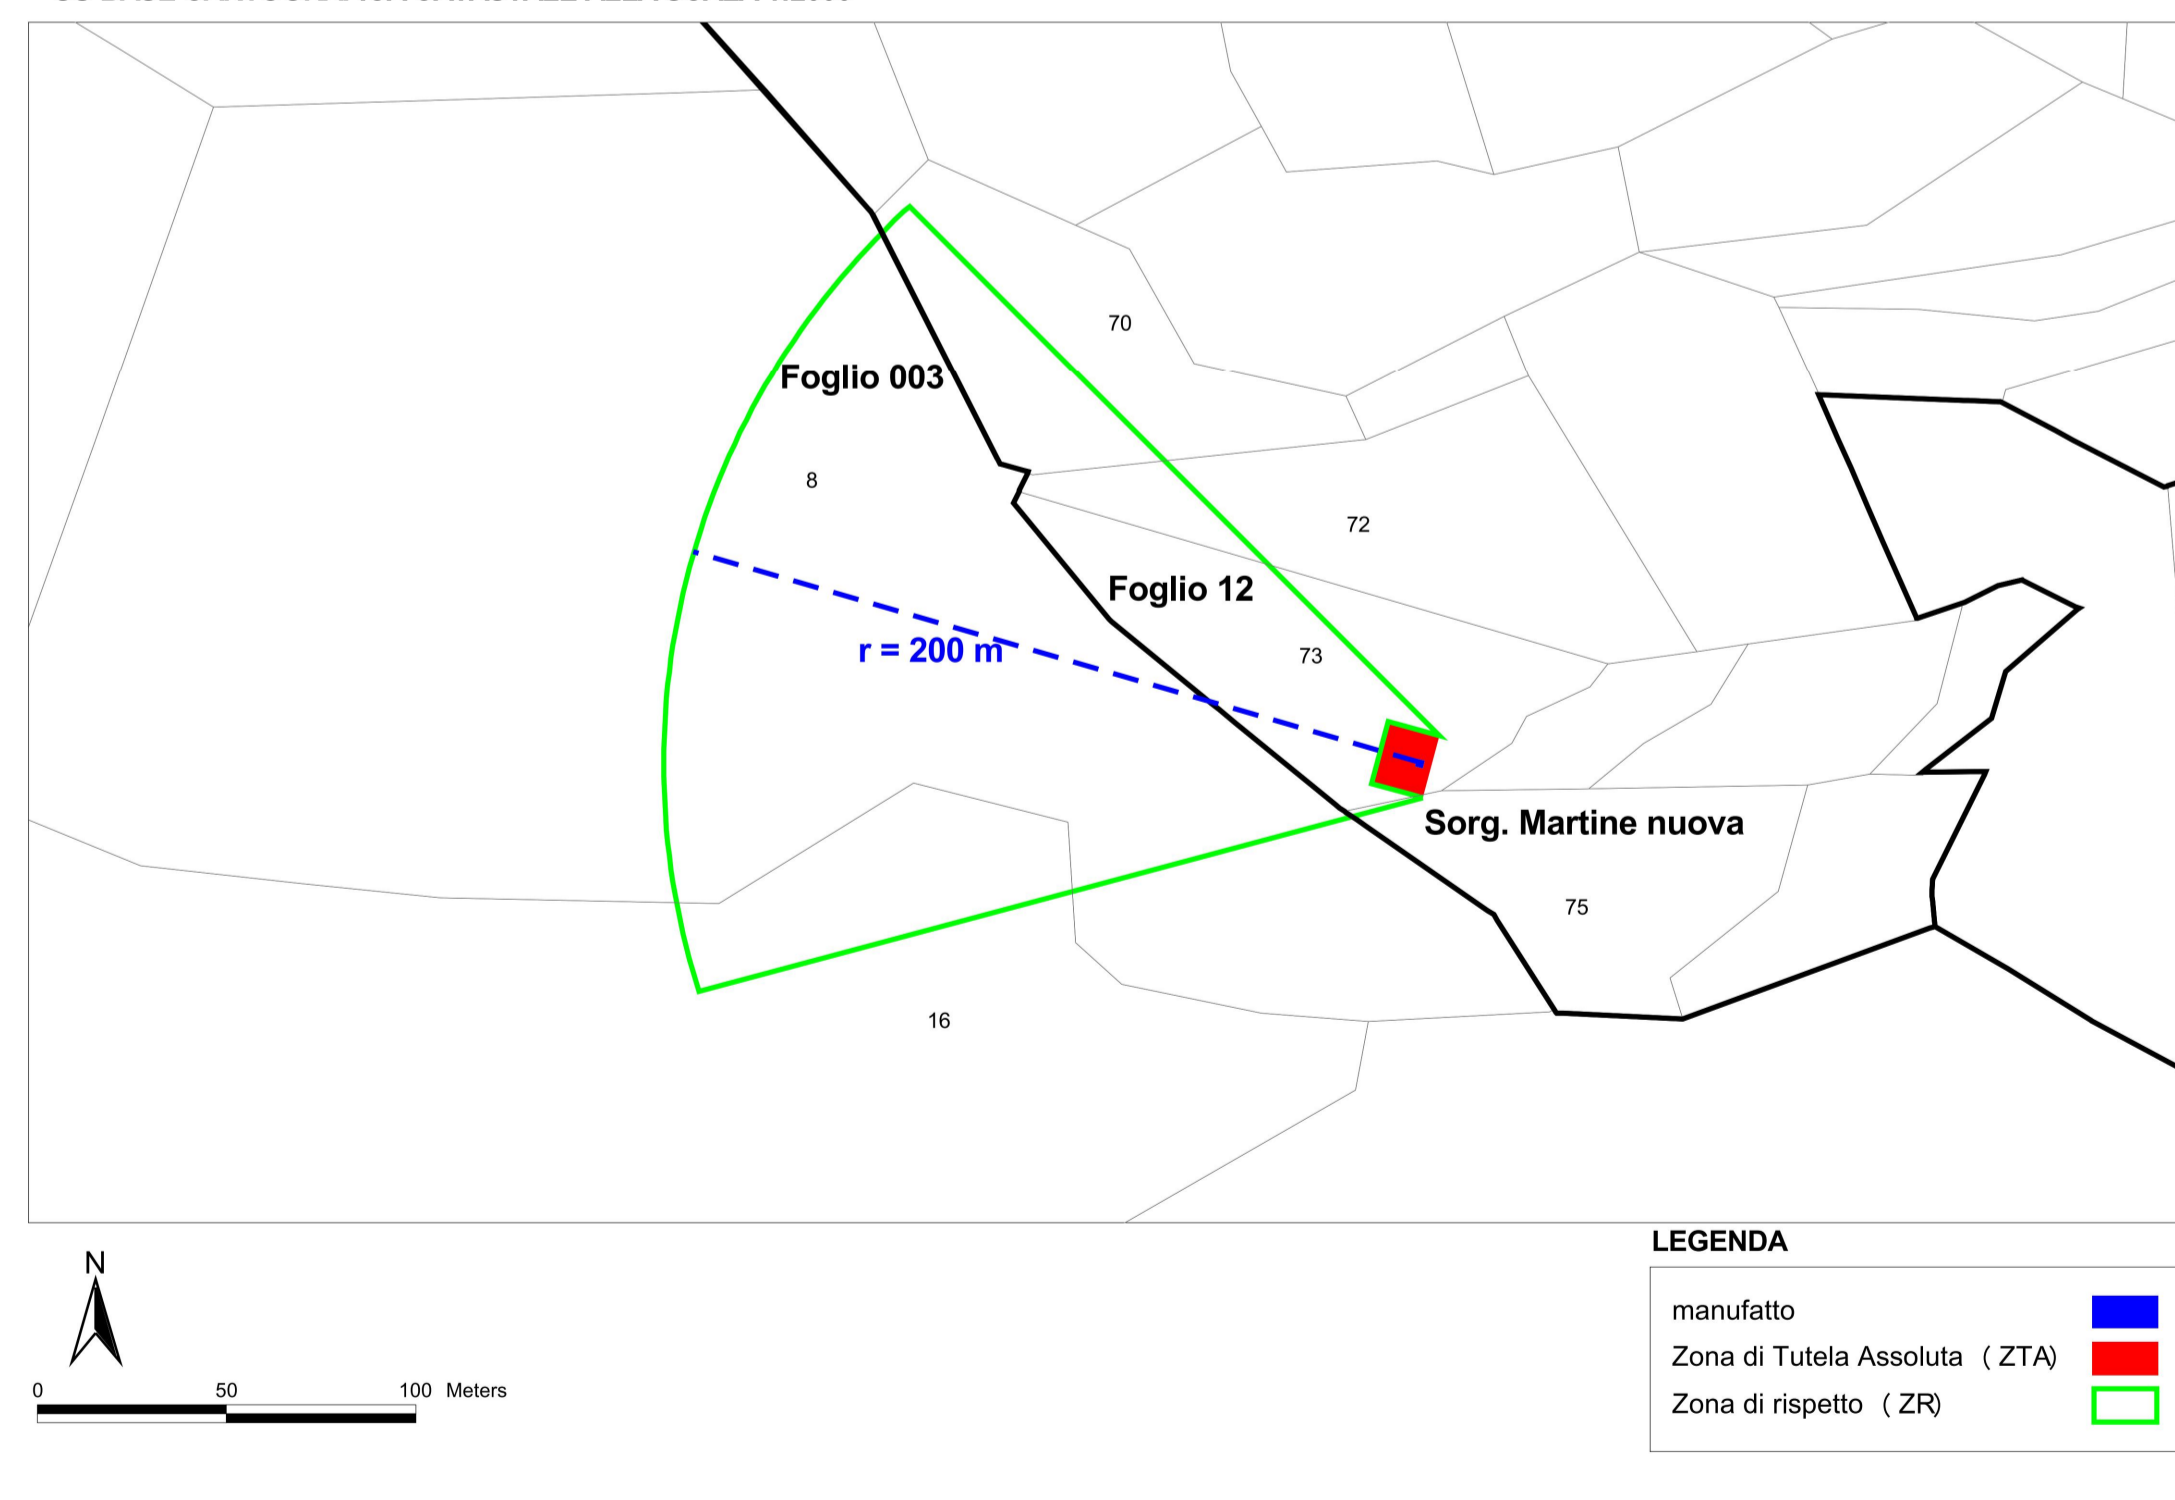 70
Foglio 003
8
72
Foglio 12
r = 200 m
73
Sorg. Martine nuova
75
16
N
0 50 100 Meters
LEGENDA
manufatto
Zona di Tutela Assoluta ( ZTA)
Zona di rispetto ( ZR)